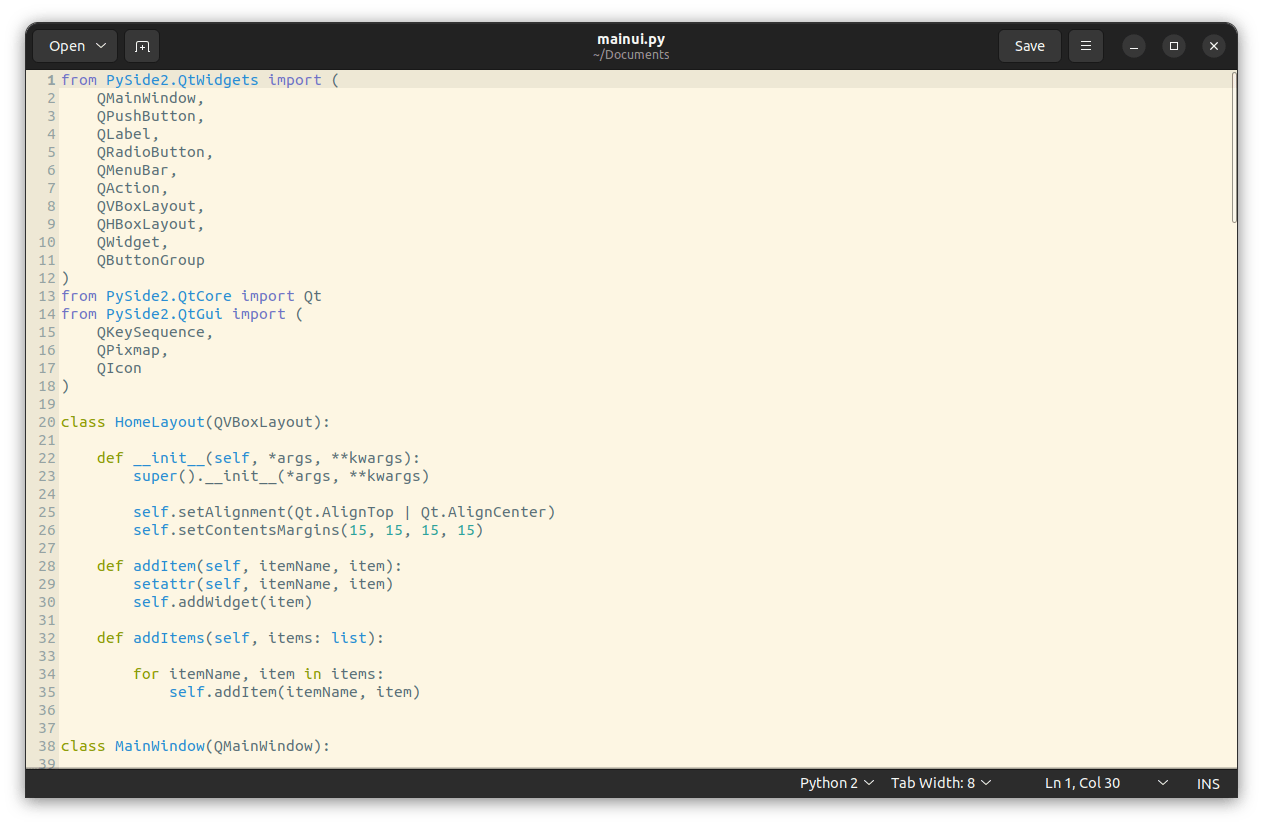 Open
mainui.py
~/Documents
Save
1 from PySide2.QtWidgets import (
2     QMainWindow,
3     QPushButton,
4     QLabel,
5     QRadioButton,
6     QMenuBar,
7     QAction,
8     QVBoxLayout,
9     QHBoxLayout,
10     QWidget,
11     QButtonGroup
12 )
13 from PySide2.QtCore import Qt
14 from PySide2.QtGui import (
15     QKeySequence,
16     QPixmap,
17     QIcon
18 )
19
20 class HomeLayout(QVBoxLayout):
21
22     def __init__(self, *args, **kwargs):
23         super().__init__(*args, **kwargs)
24
25         self.setAlignment(Qt.AlignTop | Qt.AlignCenter)
26         self.setContentsMargins(15, 15, 15, 15)
27
28     def addItem(self, itemName, item):
29         setattr(self, itemName, item)
30         self.addWidget(item)
31
32     def addItems(self, items: list):
33
34         for itemName, item in items:
35             self.addItem(itemName, item)
36
37
38 class MainWindow(QMainWindow):
39
Python 2 Tab Width: 8 Ln 1, Col 30 INS